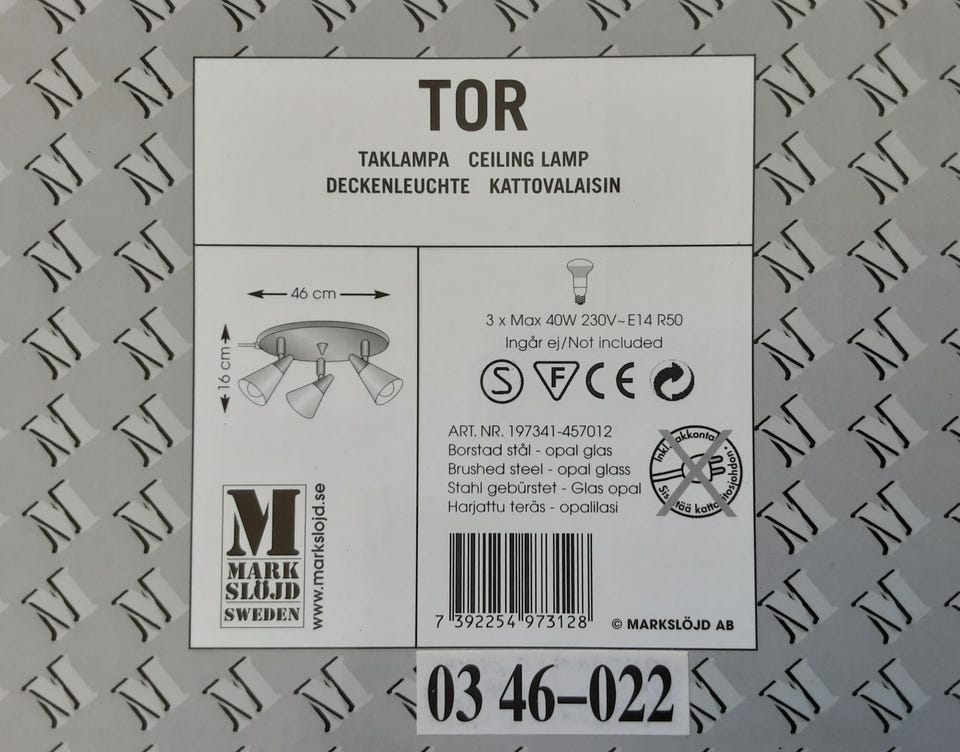 TOR
TAKLAMPA CEILING LAMP
DECKENLEUCHTE KATTOVALAISIN
46 cm
16 cm
3 x Max 40W 230V~E14 R50
Ingår ej/Not included
S F CE
ART. NR. 197341-457012
Borstad stål - opal glas
Brushed steel - opal glass
Stahl gebürstet - Glas opal
Harjattu teräs - opalilasi
Inkl.
M
MARK
SLÖJD
SWEDEN
www.markslojd.se
7 392254 973128
© MARKSLÖJD AB
03 46-022